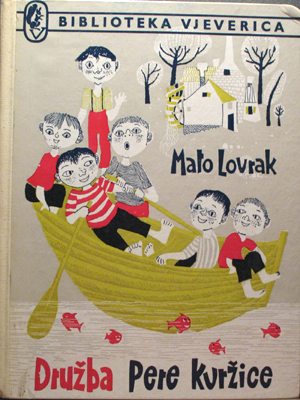 BIBLIOTEKA VJEVERICA
Mato Lovrak
Družba Pere Kvržice